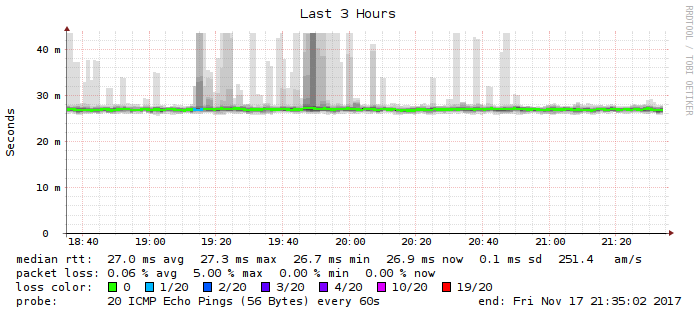 Last 3 Hours
RRDTOOL / TOBI OETIKER
Seconds
40 m
30 m
20 m
10 m
0
18:40 19:00 19:20 19:40 20:00 20:20 20:40 21:00 21:20
median rtt: 27.0 ms avg 27.3 ms max 26.7 ms min 26.9 ms now 0.1 ms sd 251.4 am/s
packet loss: 0.06 % avg 5.00 % max 0.00 % min 0.00 % now
loss color: 0 1/20 2/20 3/20 4/20 10/20 19/20
probe: 20 ICMP Echo Pings (56 Bytes) every 60s end: Fri Nov 17 21:35:02 2017